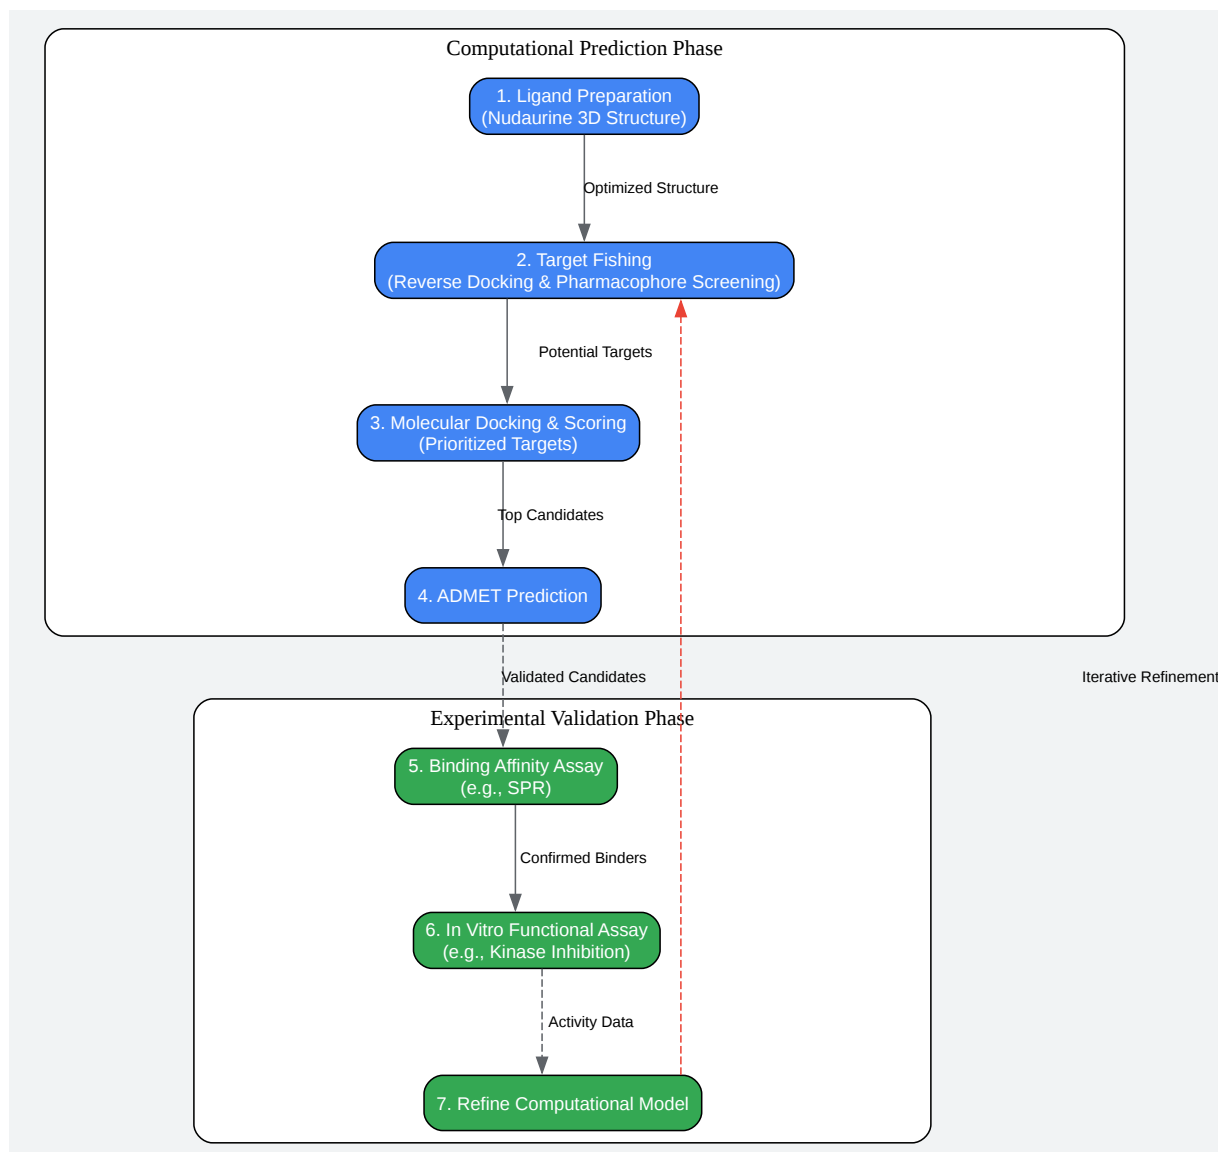 Computational Prediction Phase
1. Ligand Preparation
(Nudaurine 3D Structure)
Optimized Structure
2. Target Fishing
(Reverse Docking & Pharmacophore Screening)
Potential Targets
3. Molecular Docking & Scoring
(Prioritized Targets)
Top Candidates
4. ADMET Prediction
Validated Candidates
Iterative Refinement
Experimental Validation Phase
5. Binding Affinity Assay
(e.g., SPR)
Confirmed Binders
6. In Vitro Functional Assay
(e.g., Kinase Inhibition)
Activity Data
7. Refine Computational Model